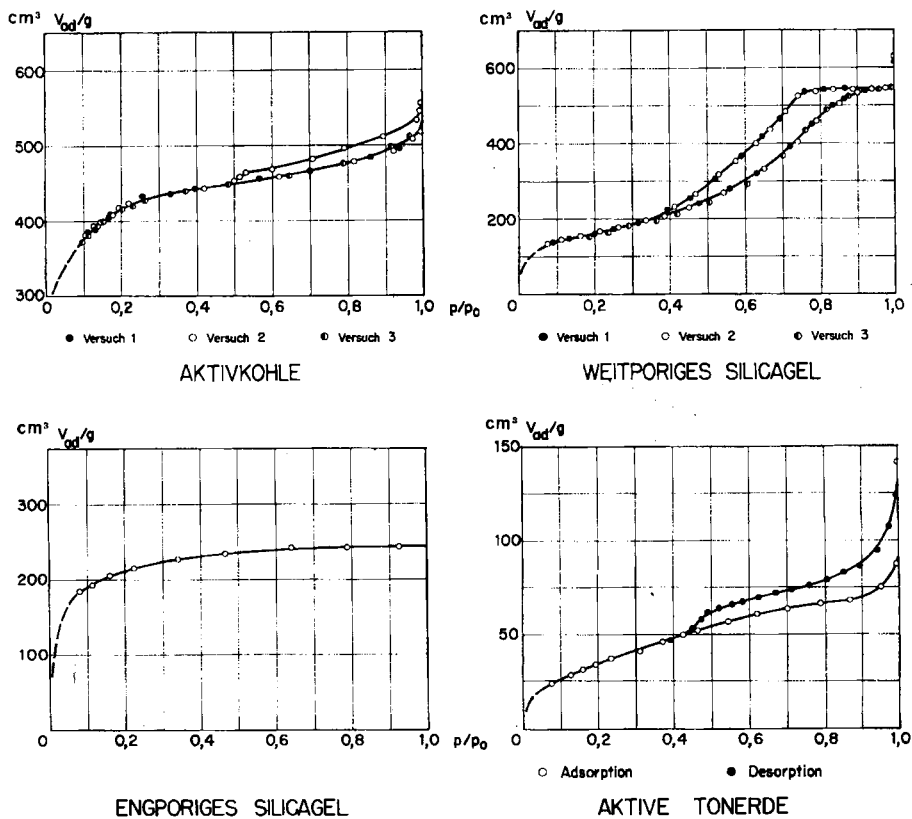 cm³ V_ad/g
600
500
400
300
0 0,2 0,4 0,6 0,8 1,0 p/p₀
● Versuch 1 ○ Versuch 2 ◐ Versuch 3
AKTIVKOHLE
cm³ V_ad/g
600
400
200
0 0,2 0,4 0,6 0,8 1,0 p/p₀
● Versuch 1 ○ Versuch 2 ◐ Versuch 3
WEITPORIGES SILICAGEL
cm³ V_ad/g
300
200
100
0 0,2 0,4 0,6 0,8 1,0 p/p₀
ENGPORIGES SILICAGEL
cm³ V_ad/g
150
100
50
0 0,2 0,4 0,6 0,8 1,0 p/p₀
○ Adsorption ● Desorption
AKTIVE TONERDE